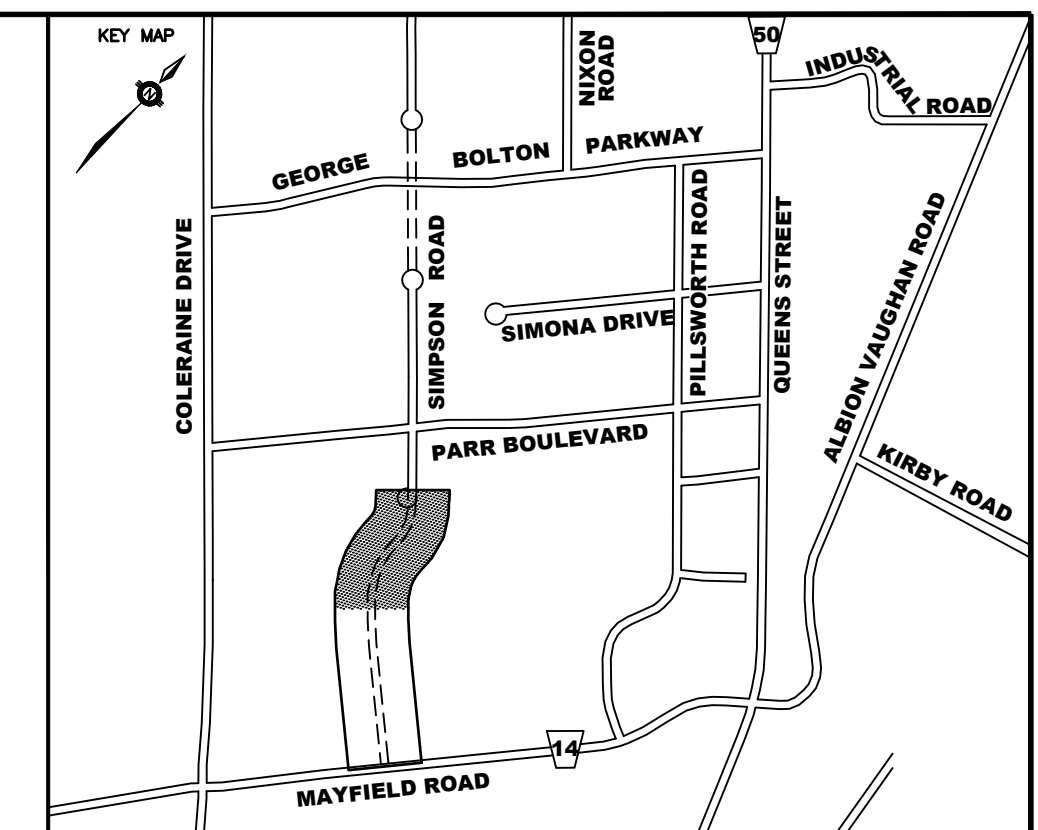 KEY MAP
N
50
NIXON
ROAD
INDUSTRIAL ROAD
GEORGE BOLTON PARKWAY
COLERAINE DRIVE
SIMPSON ROAD
PILLSWORTH ROAD
QUEENS STREET
ALBION VAUGHAN ROAD
SIMONA DRIVE
PARR BOULEVARD
KIRBY ROAD
14
MAYFIELD ROAD